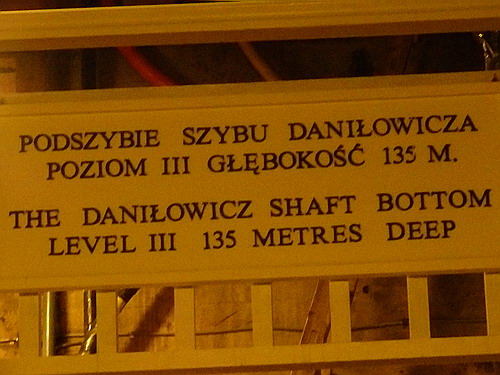 PODSZYBIE SZYBU DANIŁOWICZA
POZIOM III GŁĘBOKOŚĆ 135 M.
THE DANIŁOWICZ SHAFT BOTTOM
LEVEL III 135 METRES DEEP